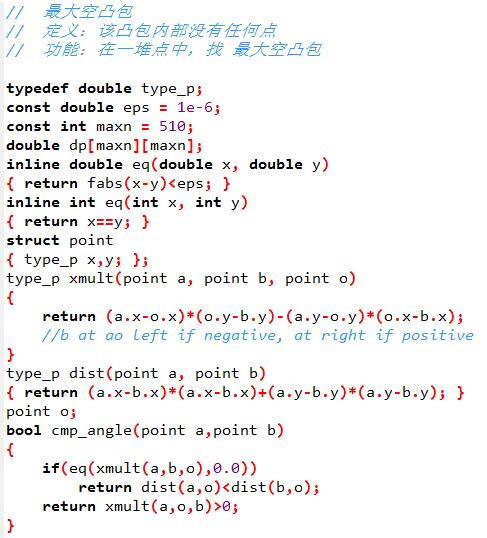 // 最大空凸包
// 定义：该凸包内部没有任何点
// 功能：在一堆点中，找 最大空凸包
typedef double type_p;
const double eps = 1e-6;
const int maxn = 510;
double dp[maxn][maxn];
inline double eq(double x, double y)
{ return fabs(x-y)<eps; }
inline int eq(int x, int y)
{ return x==y; }
struct point
{ type_p x,y; };
type_p xmult(point a, point b, point o)
{
    return (a.x-o.x)*(o.y-b.y)-(a.y-o.y)*(o.x-b.x);
    //b at ao left if negative, at right if positive
}
type_p dist(point a, point b)
{ return (a.x-b.x)*(a.x-b.x)+(a.y-b.y)*(a.y-b.y); }
point o;
bool cmp_angle(point a,point b)
{
    if(eq(xmult(a,b,o),0.0))
        return dist(a,o)<dist(b,o);
    return xmult(a,o,b)>0;
}